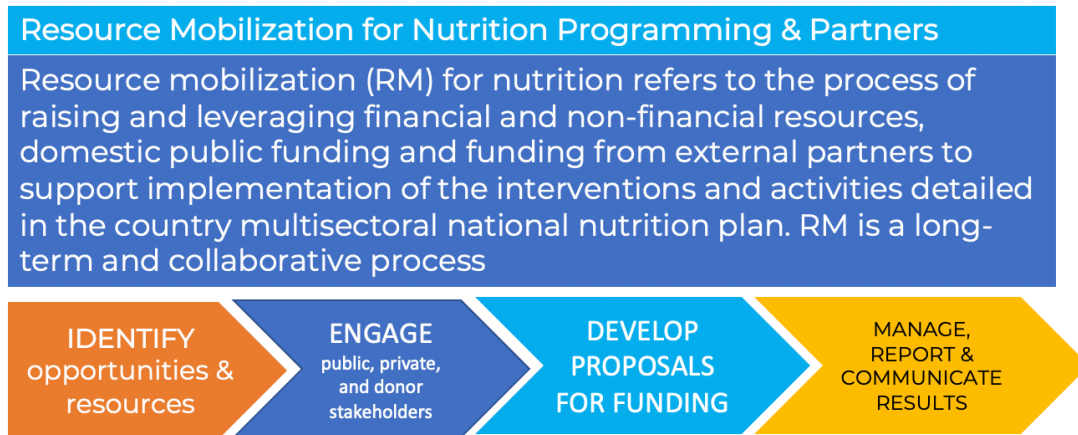 Resource Mobilization for Nutrition Programming & Partners
Resource mobilization (RM) for nutrition refers to the process of
raising and leveraging financial and non-financial resources,
domestic public funding and funding from external partners to
support implementation of the interventions and activities detailed
in the country multisectoral national nutrition plan. RM is a long-
term and collaborative process
IDENTIFY
opportunities &
resources
ENGAGE
public, private,
and donor
stakeholders
DEVELOP
PROPOSALS
FOR FUNDING
MANAGE,
REPORT &
COMMUNICATE
RESULTS